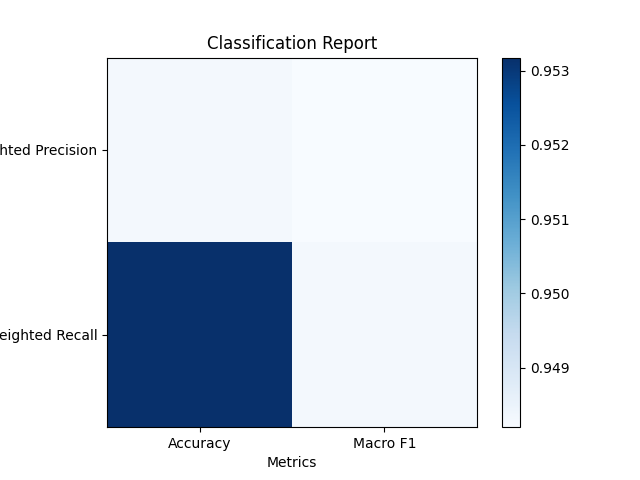 Classification Report
hted Precision
eighted Recall
Accuracy
Macro F1
Metrics
0.953
0.952
0.951
0.950
0.949